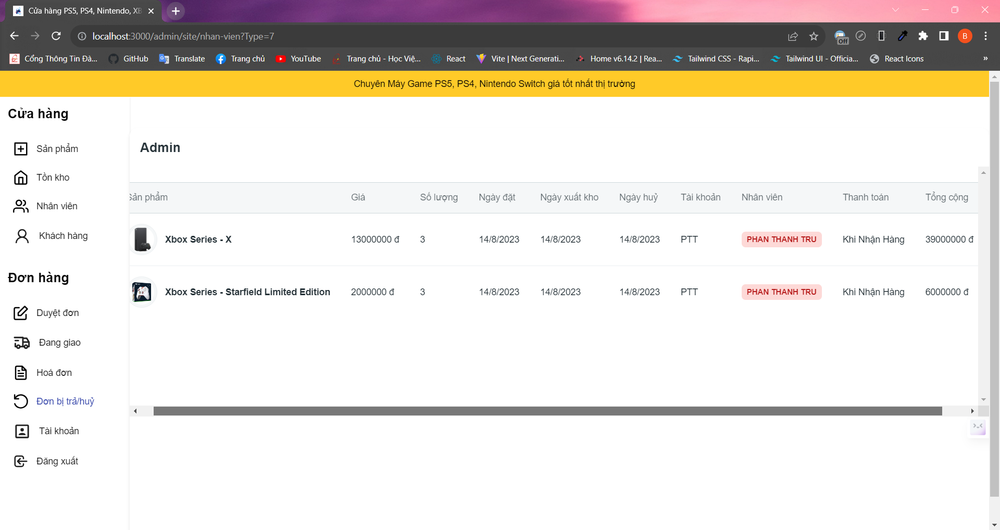 Cửa hàng PS5, PS4, Nintendo, XB
localhost:3000/admin/site/nhan-vien?Type=7
Off
B
Cổng Thông Tin Đà...
GitHub
Translate
Trang chủ
YouTube
Trang chủ - Học Việ...
React
Vite | Next Generati...
Home v6.14.2 | Rea...
Tailwind CSS - Rapi...
Tailwind UI - Officia...
React Icons
»
Chuyên Máy Game PS5, PS4, Nintendo Switch giá tốt nhất thị trường
Cửa hàng
Sản phẩm
Tồn kho
Nhân viên
Khách hàng
Đơn hàng
Duyệt đơn
Đang giao
Hoá đơn
Đơn bị trả/huỷ
Tài khoản
Đăng xuất
Admin
Sản phẩm Giá Số lượng Ngày đặt Ngày xuất kho Ngày huỷ Tài khoản Nhân viên Thanh toán Tổng cộng
Xbox Series - X 13000000 đ 3 14/8/2023 14/8/2023 14/8/2023 PTT PHAN THANH TRU Khi Nhận Hàng 39000000 đ
Xbox Series - Starfield Limited Edition 2000000 đ 3 14/8/2023 14/8/2023 14/8/2023 PTT PHAN THANH TRU Khi Nhận Hàng 6000000 đ